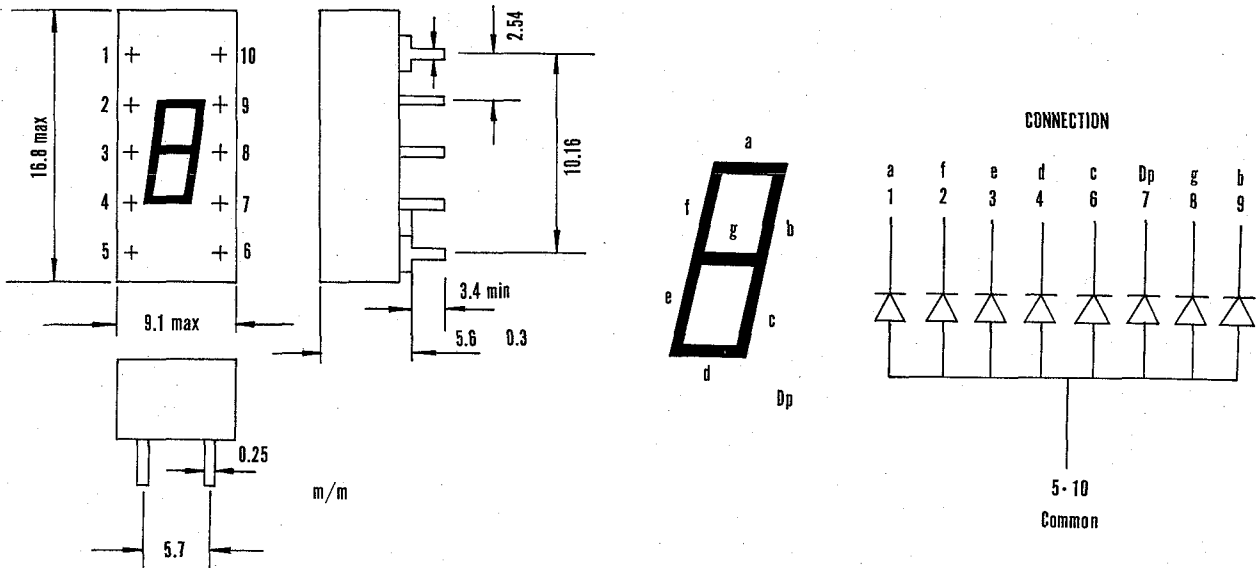 1 10
2 9
3 8
4 7
5 6
16.8 max
9.1 max
2.54
10.16
3.4 min
5.6 0.3
0.25
5.7
m/m
a
f
g
b
e
c
d
Dp
CONNECTION
a f e d c Dp g b
1 2 3 4 6 7 8 9
5·10
Common